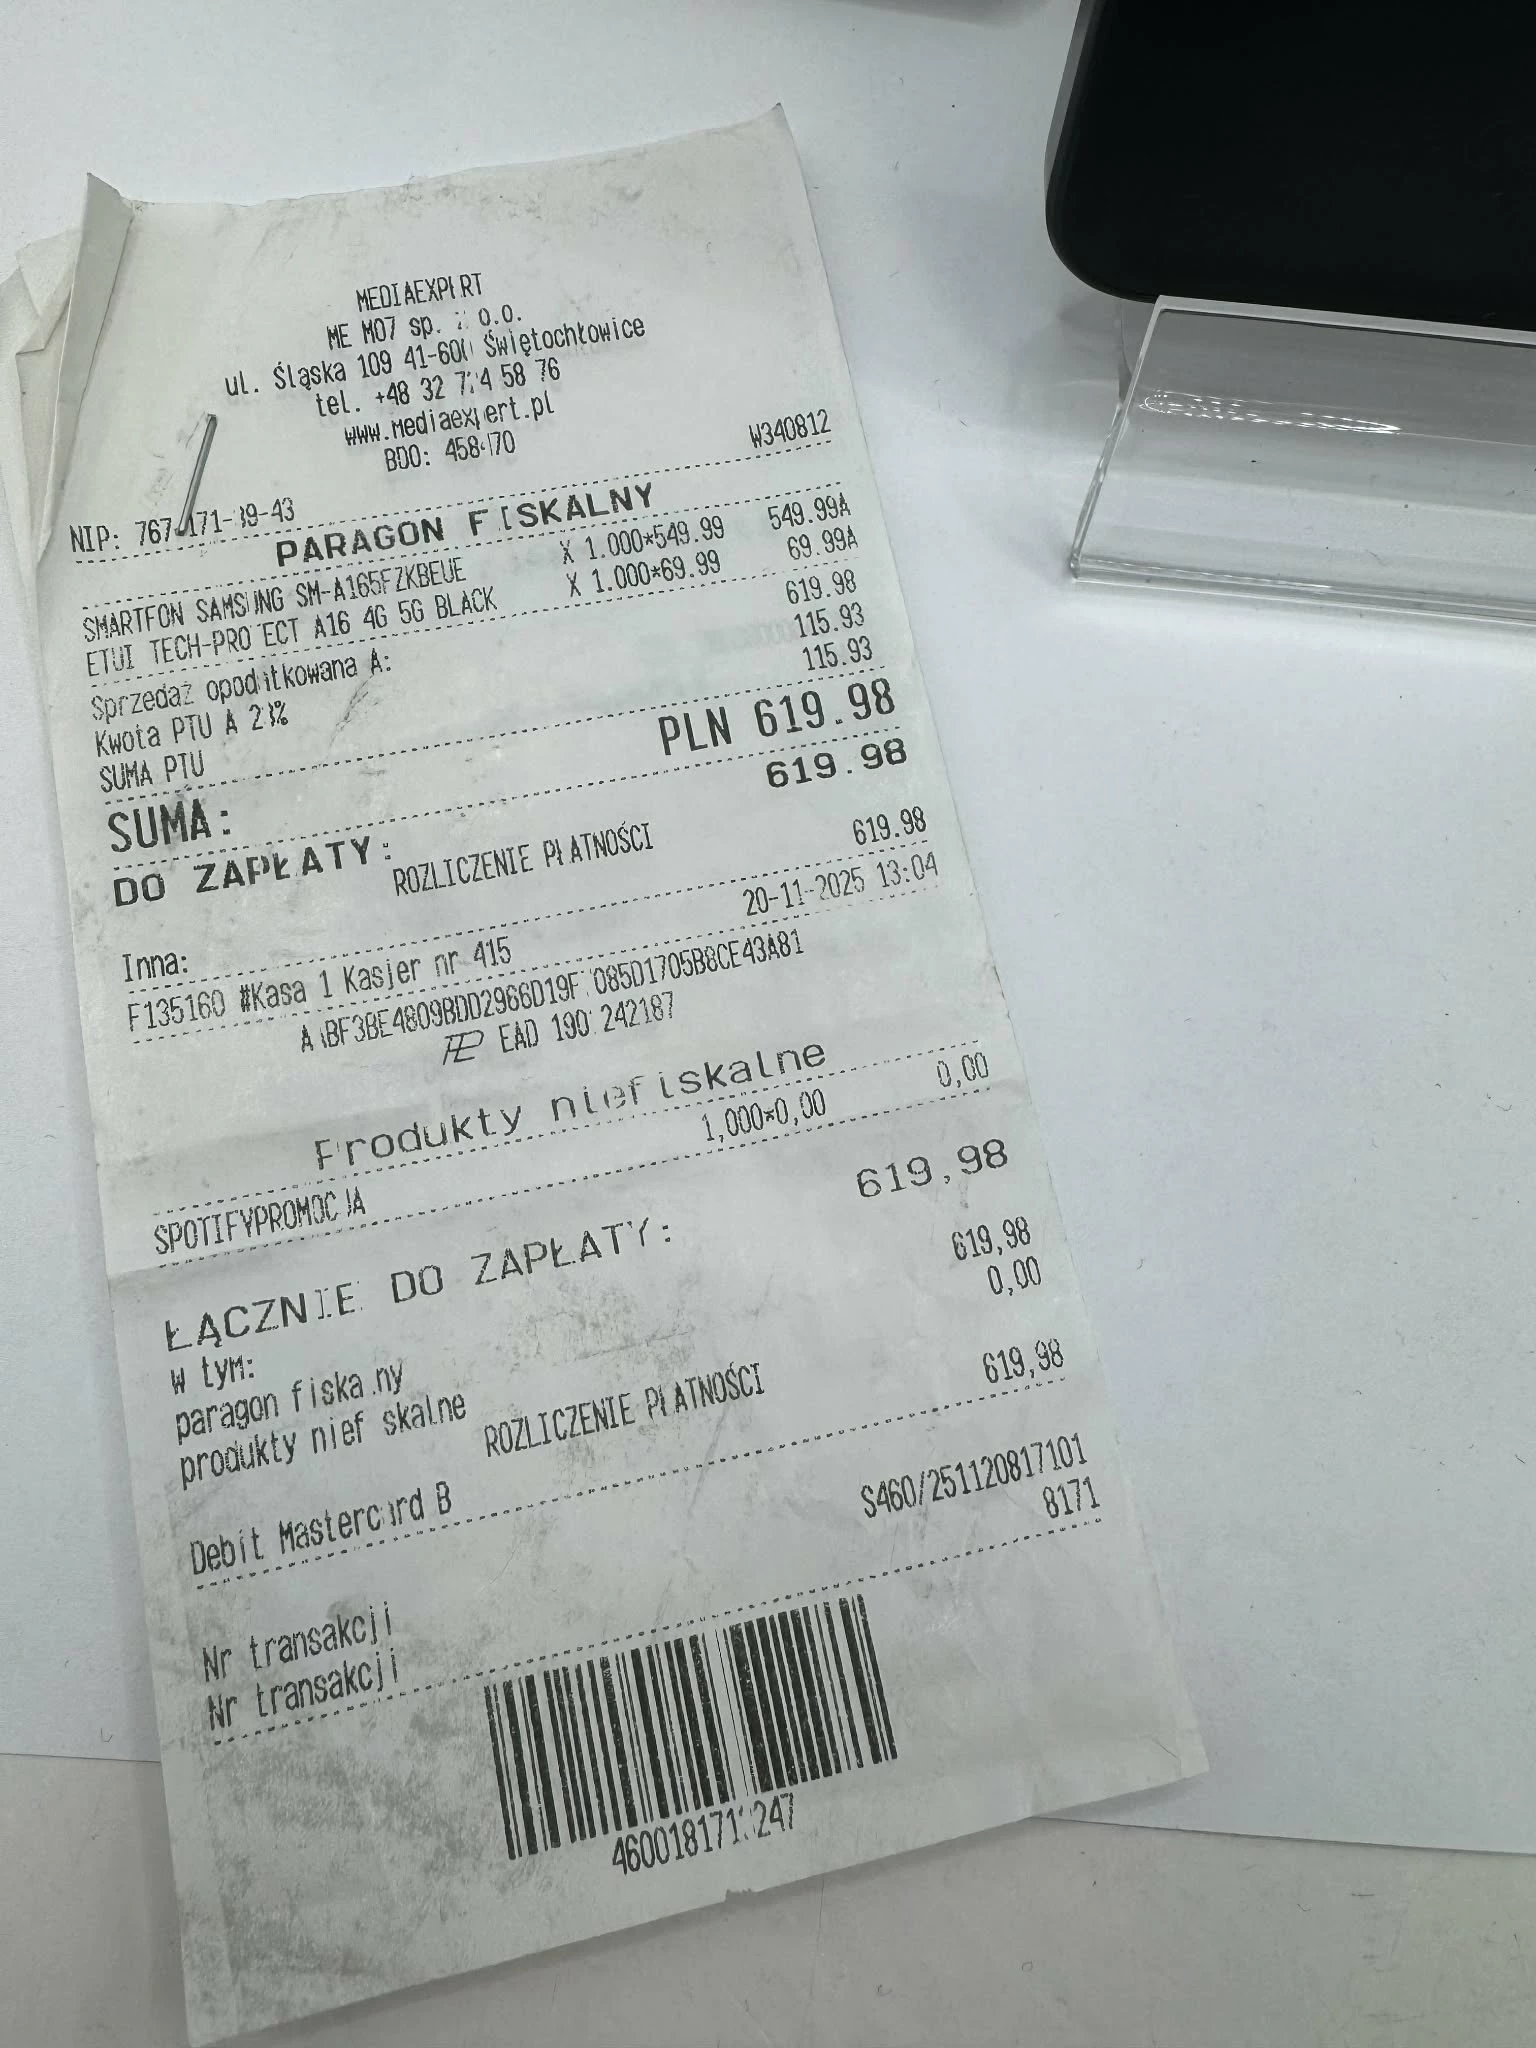 MEDIAEXPERT
ME M07 sp. z o.o.
ul. Śląska 109 41-600 Świętochłowice
tel. +48 32 58 76
www.mediaexpert.pl
BDO:
W340812
NIP:
PARAGON FISKALNY
SMARTFON SAMSUNG SM-A165FZKBEUE X 1.000*549.99 549.99A
ETUI TECH-PROTECT A16 4G 5G BLACK X 1.000*69.99 69.99A
Sprzedaż opodatkowana A: 619.98
Kwota PTU A 23% 115.93
SUMA PTU 115.93
SUMA: PLN 619.98
DO ZAPŁATY: 619.98
ROZLICZENIE PŁATNOŚCI
Inna: 619.98
F135160 #Kasa 1 Kasjer nr 415 20-11-2025 13:04
EAD
Produkty niefiskalne
SPOTIFYPROMOCJA 1,000*0,00 0,00
ŁĄCZNIE DO ZAPŁATY: 619,98
w tym:
paragon fiskalny 619,98
produkty niefiskalne 0,00
ROZLICZENIE PŁATNOŚCI
Debit Mastercard B 619,98
Nr transakcji S460/251120817101
Nr transakcji 8171